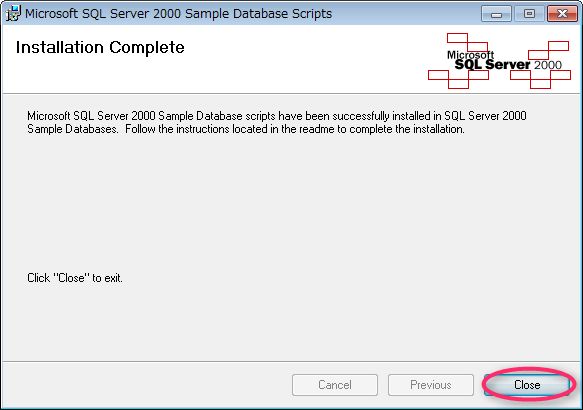 Microsoft SQL Server 2000 Sample Database Scripts
Installation Complete
Microsoft
SQL Server 2000
Microsoft SQL Server 2000 Sample Database scripts have been successfully installed in SQL Server 2000
Sample Databases.  Follow the instructions located in the readme to complete the installation.
Click "Close" to exit.
Cancel
Previous
Close